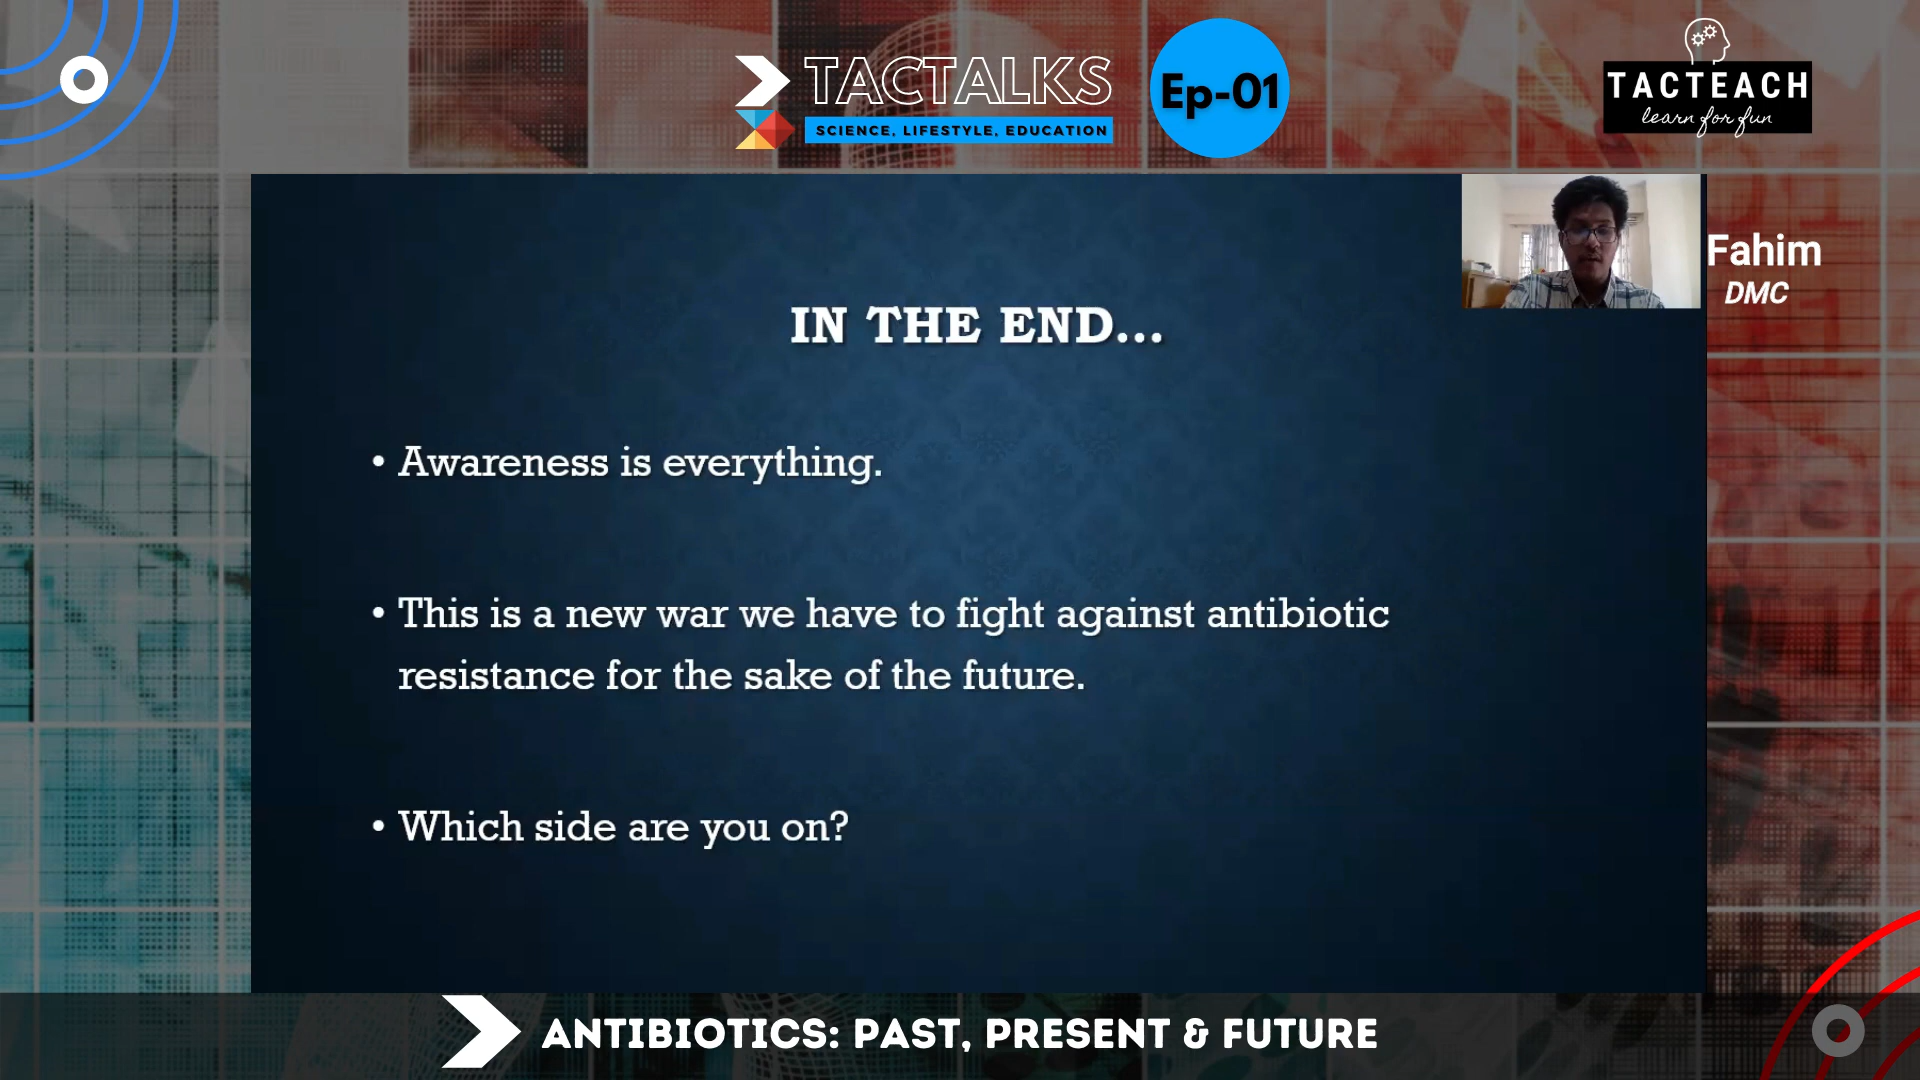 TACTALKS
SCIENCE, LIFESTYLE, EDUCATION
Ep-01
TACTEACH
learn for fun
Fahim
DMC
IN THE END...
• Awareness is everything.
• This is a new war we have to fight against antibiotic
resistance for the sake of the future.
• Which side are you on?
ANTIBIOTICS: PAST, PRESENT & FUTURE